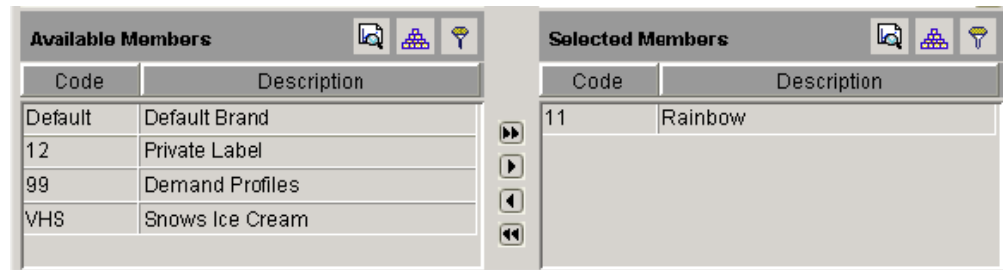 Available Members
Selected Members
Code Description
Code Description
Default Default Brand
11 Rainbow
12 Private Label
99 Demand Profiles
VHS Snows Ice Cream